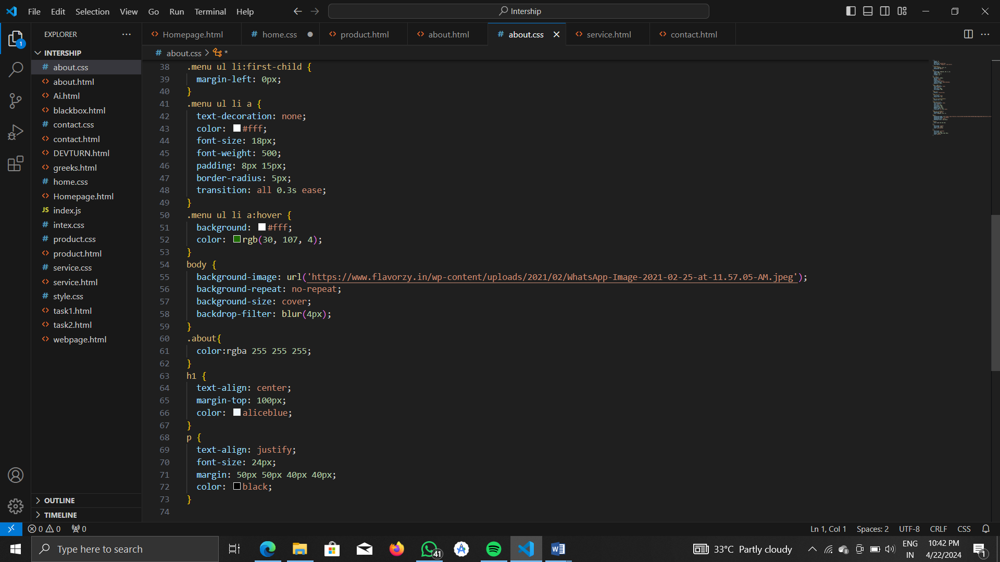 File Edit Selection View Go Run Terminal Help
Intership
EXPLORER
Homepage.html
home.css
product.html
about.html
about.css
service.html
contact.html
about.css > *
INTERSHIP
about.css
about.html
Ai.html
blackbox.html
contact.css
contact.html
DEVTURN.html
greeks.html
home.css
Homepage.html
index.js
intex.css
product.css
product.html
service.css
service.html
style.css
task1.html
task2.html
webpage.html
OUTLINE
TIMELINE
38 .menu ul li:first-child {
39 margin-left: 0px;
40 }
41 .menu ul li a {
42 text-decoration: none;
43 color: #fff;
44 font-size: 18px;
45 font-weight: 500;
46 padding: 8px 15px;
47 border-radius: 5px;
48 transition: all 0.3s ease;
49 }
50 .menu ul li a:hover {
51 background: #fff;
52 color: rgb(30, 107, 4);
53 }
54 body {
55 background-image: url('https://www.flavorzy.in/wp-content/uploads/2021/02/WhatsApp-Image-2021-02-25-at-11.57.05-AM.jpeg');
56 background-repeat: no-repeat;
57 background-size: cover;
58 backdrop-filter: blur(4px);
59 }
60 .about{
61 color:rgba 255 255 255;
62 }
63 h1 {
64 text-align: center;
65 margin-top: 100px;
66 color: aliceblue;
67 }
68 p {
69 text-align: justify;
70 font-size: 24px;
71 margin: 50px 50px 40px 40px;
72 color: black;
73 }
74
0 0 0
Ln 1, Col 1 Spaces: 2 UTF-8 CRLF CSS
Type here to search
41
33°C Partly cloudy
ENG
IN
10:42 PM
4/22/2024
1